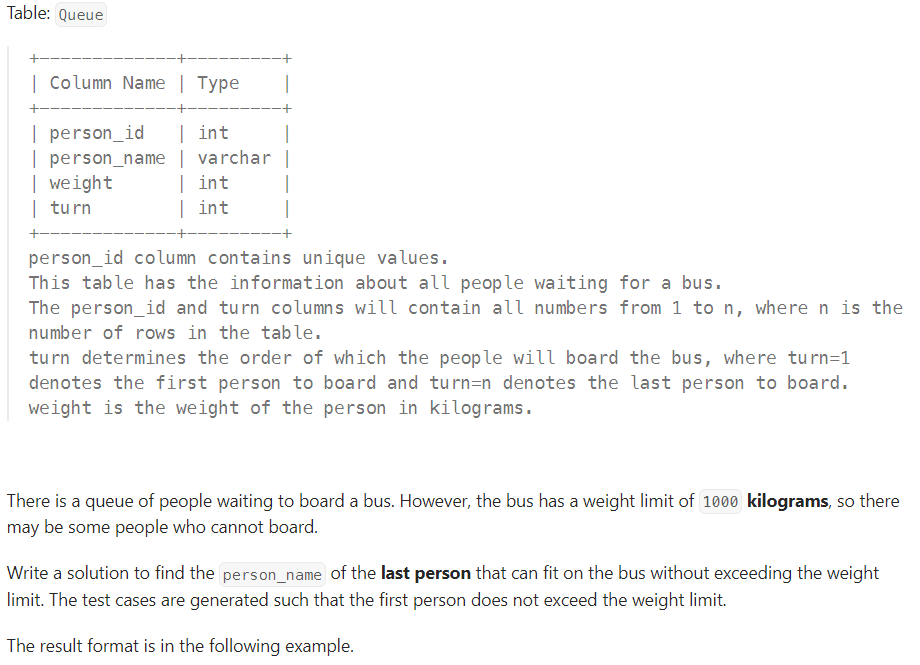 Table: Queue
+-------------+---------+
| Column Name | Type    |
+-------------+---------+
| person_id   | int     |
| person_name | varchar |
| weight      | int     |
| turn        | int     |
+-------------+---------+
person_id column contains unique values.
This table has the information about all people waiting for a bus.
The person_id and turn columns will contain all numbers from 1 to n, where n is the
number of rows in the table.
turn determines the order of which the people will board the bus, where turn=1
denotes the first person to board and turn=n denotes the last person to board.
weight is the weight of the person in kilograms.
There is a queue of people waiting to board a bus. However, the bus has a weight limit of 1000 kilograms, so there
may be some people who cannot board.
Write a solution to find the person_name of the last person that can fit on the bus without exceeding the weight
limit. The test cases are generated such that the first person does not exceed the weight limit.
The result format is in the following example.